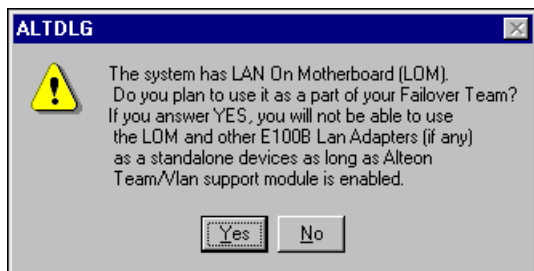 ALTDLG
The system has LAN On Motherboard (LOM).
Do you plan to use it as a part of your Failover Team?
If you answer YES, you will not be able to use
the LOM and other E100B Lan Adapters (if any)
as a standalone devices as long as Alteon
Team/Vlan support module is enabled.
Yes No